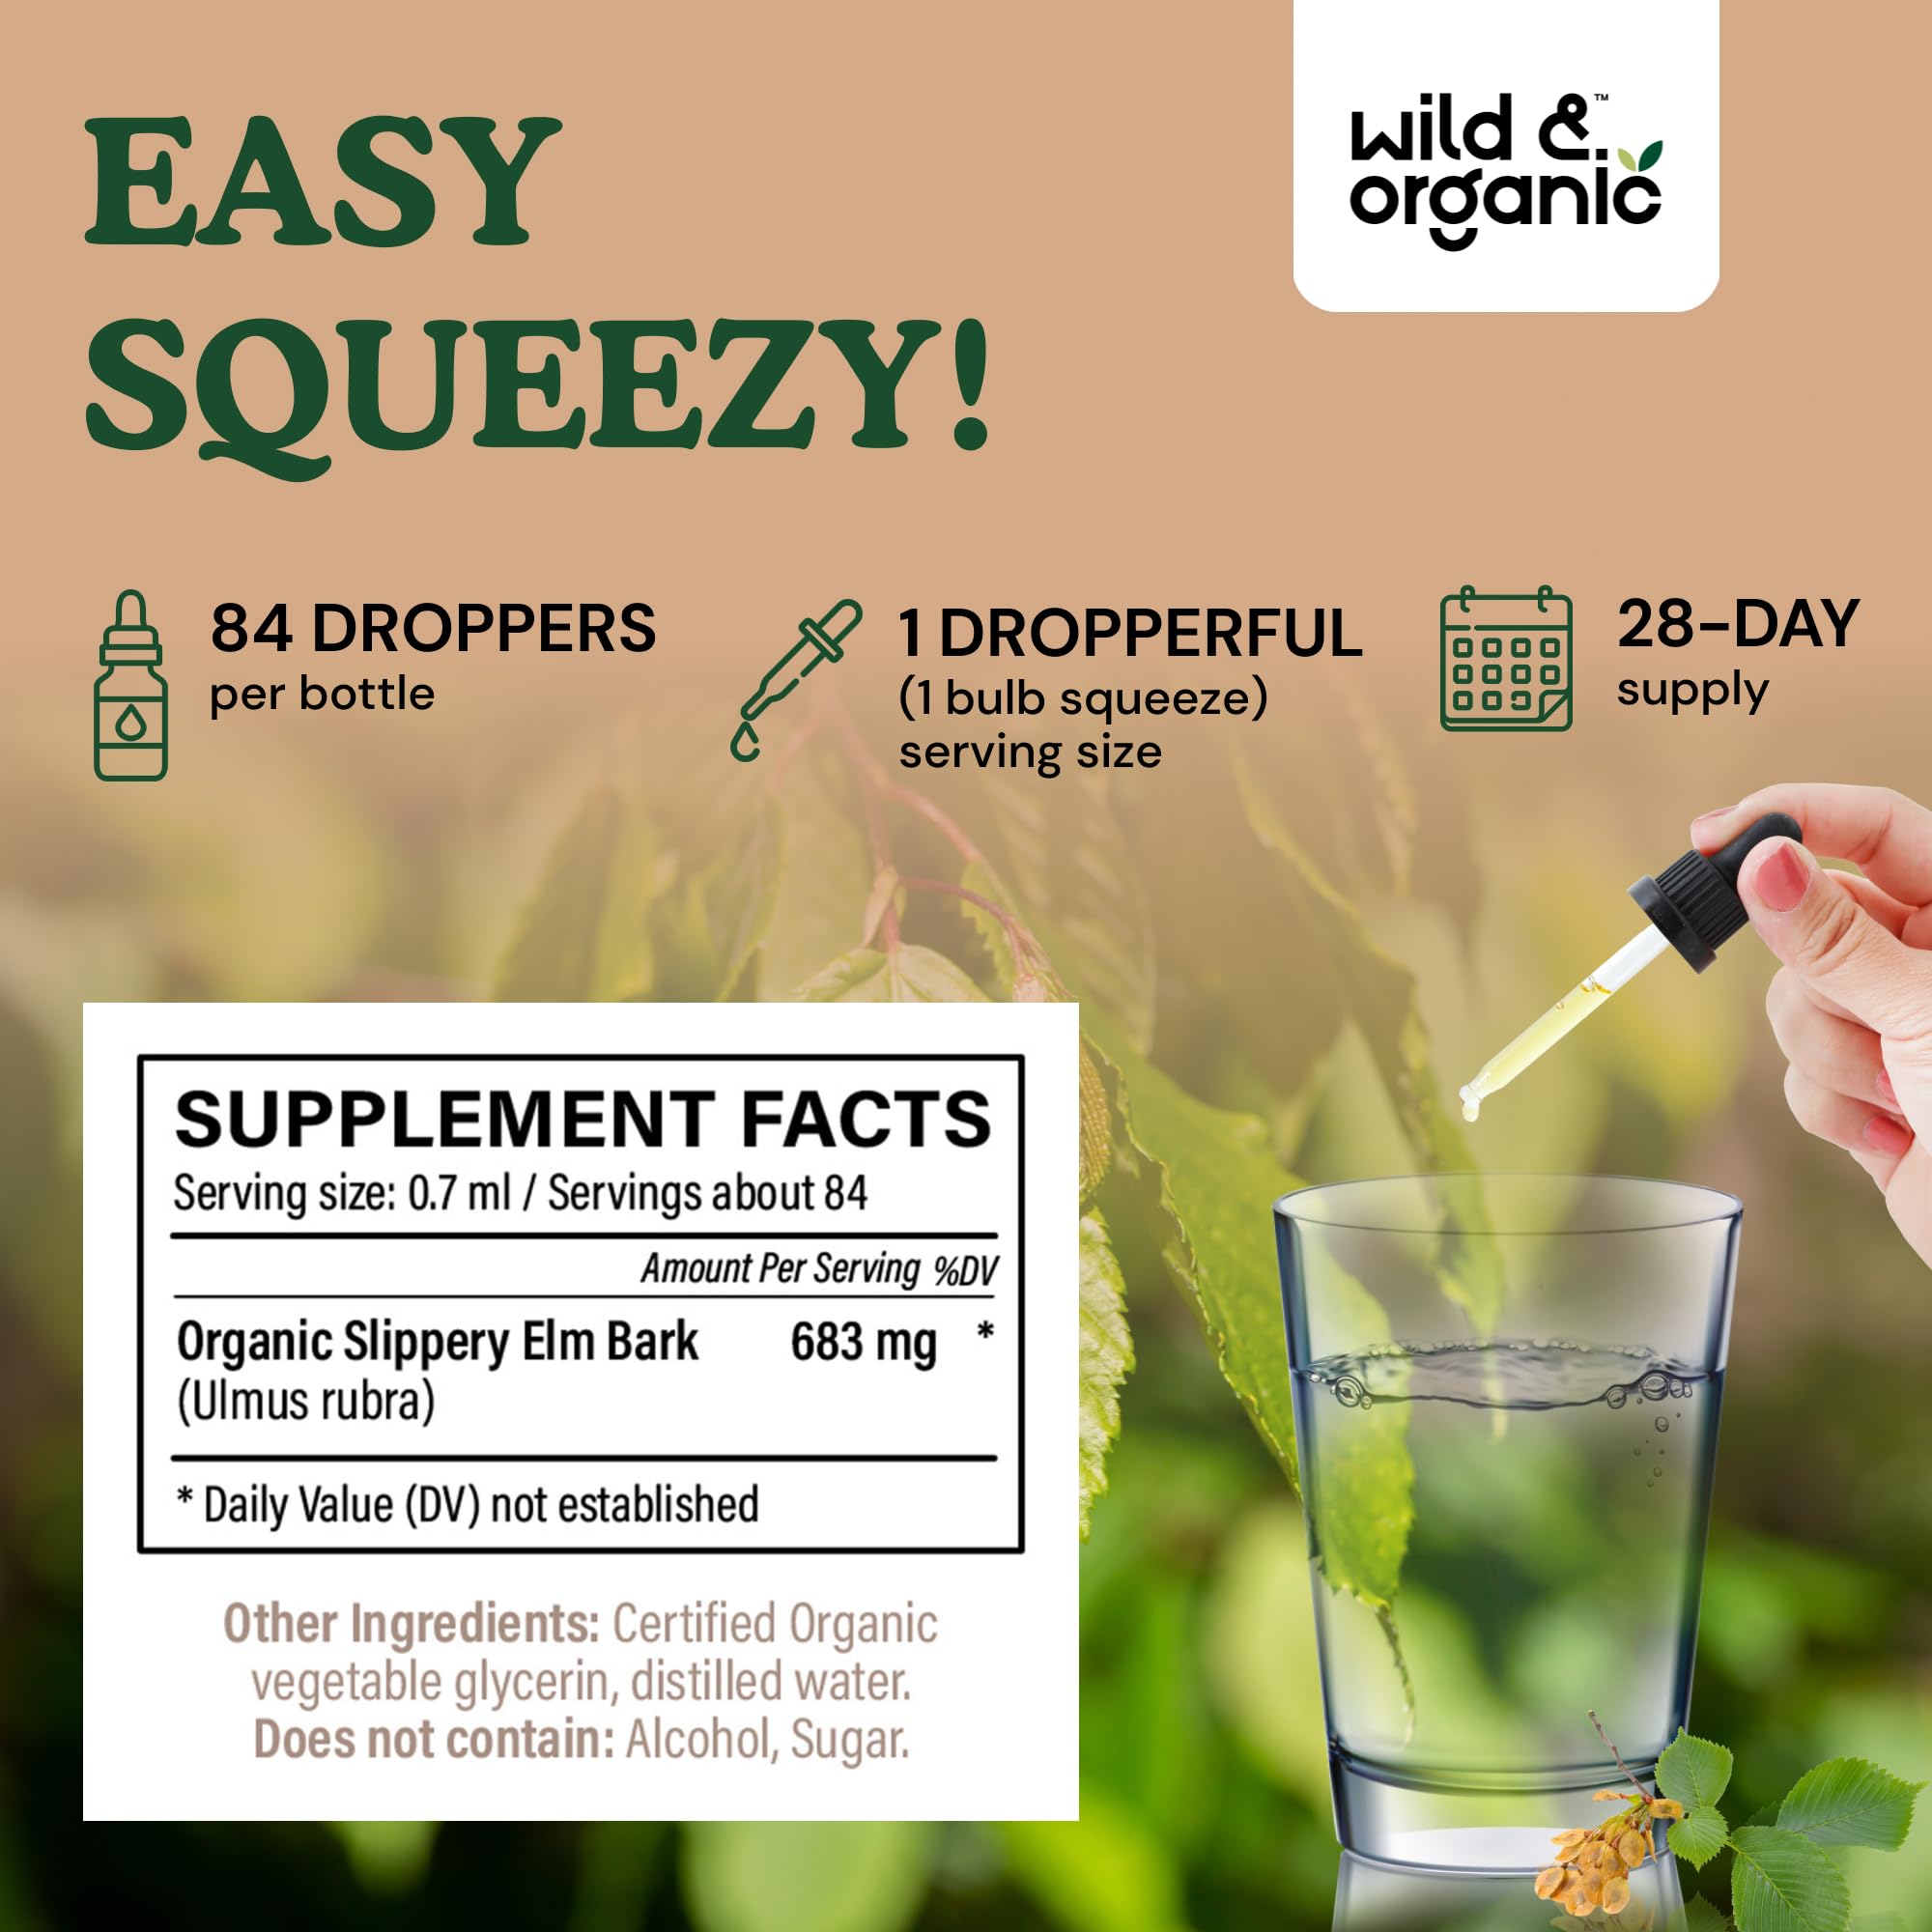 EASY
SQUEEZY!
wild &™
organic
84 DROPPERS
per bottle
1 DROPPERFUL
(1 bulb squeeze)
serving size
28-DAY
supply
SUPPLEMENT FACTS
Serving size: 0.7 ml / Servings about 84
Amount Per Serving %DV
Organic Slippery Elm Bark 683 mg *
(Ulmus rubra)
* Daily Value (DV) not established
Other Ingredients: Certified Organic
vegetable glycerin, distilled water.
Does not contain: Alcohol, Sugar.